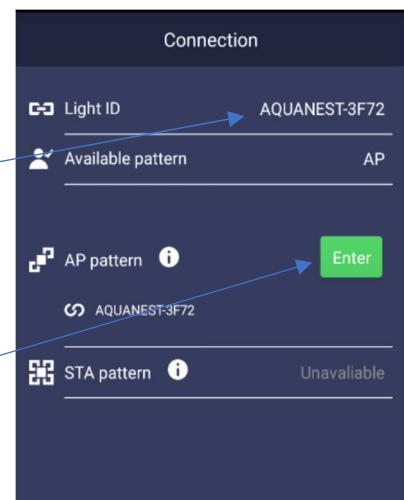 Connection
Light ID AQUANEST-3F72
Available pattern AP
AP pattern Enter
AQUANEST-3F72
STA pattern Unavaliable